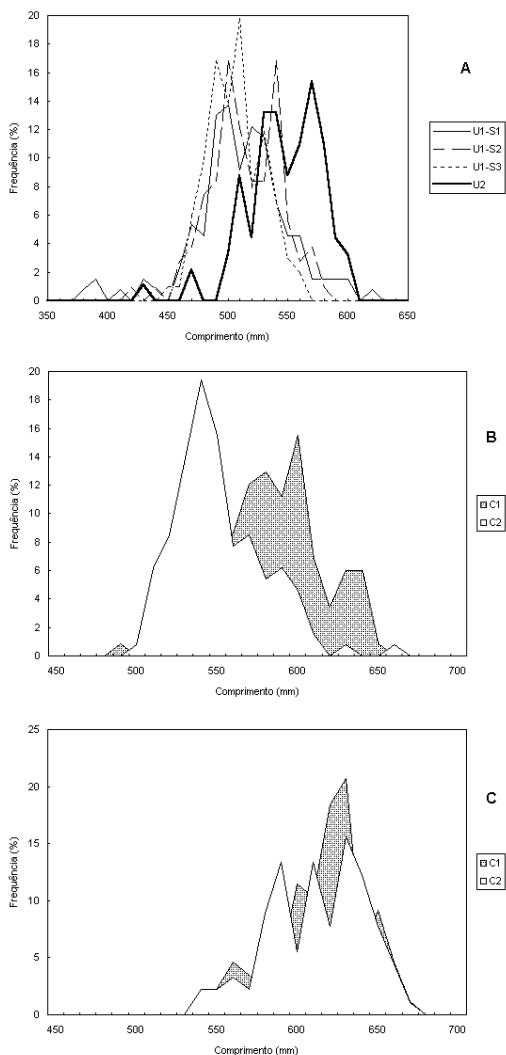 A
Frequência (%)
20
18
16
14
12
10
8
6
4
2
0
350 400 450 500 550 600 650
Comprimento (mm)
U1-S1
U1-S2
U1-S3
U2
B
Frequência (%)
20
18
16
14
12
10
8
6
4
2
0
450 500 550 600 650 700
Comprimento (mm)
C1
C2
C
Frequência (%)
25
20
15
10
5
0
450 500 550 600 650 700
Comprimento (mm)
C1
C2